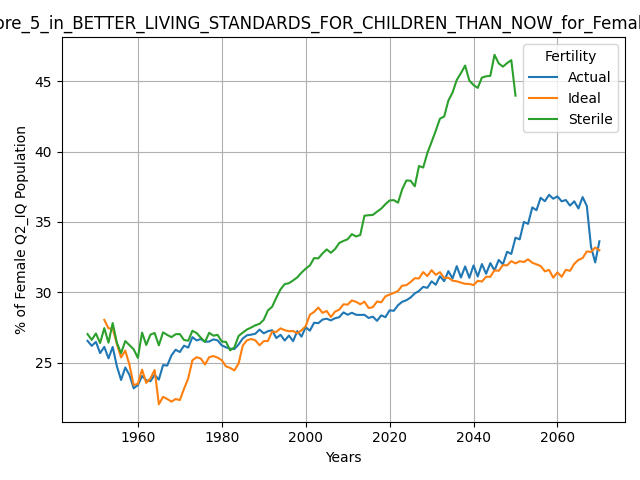 ore_5_in_BETTER_LIVING_STANDARDS_FOR_CHILDREN_THAN_NOW_for_Fema
Fertility
Actual
Ideal
Sterile
% of Female Q2_IQ Population
45
40
35
30
25
1960
1980
2000
2020
2040
2060
Years